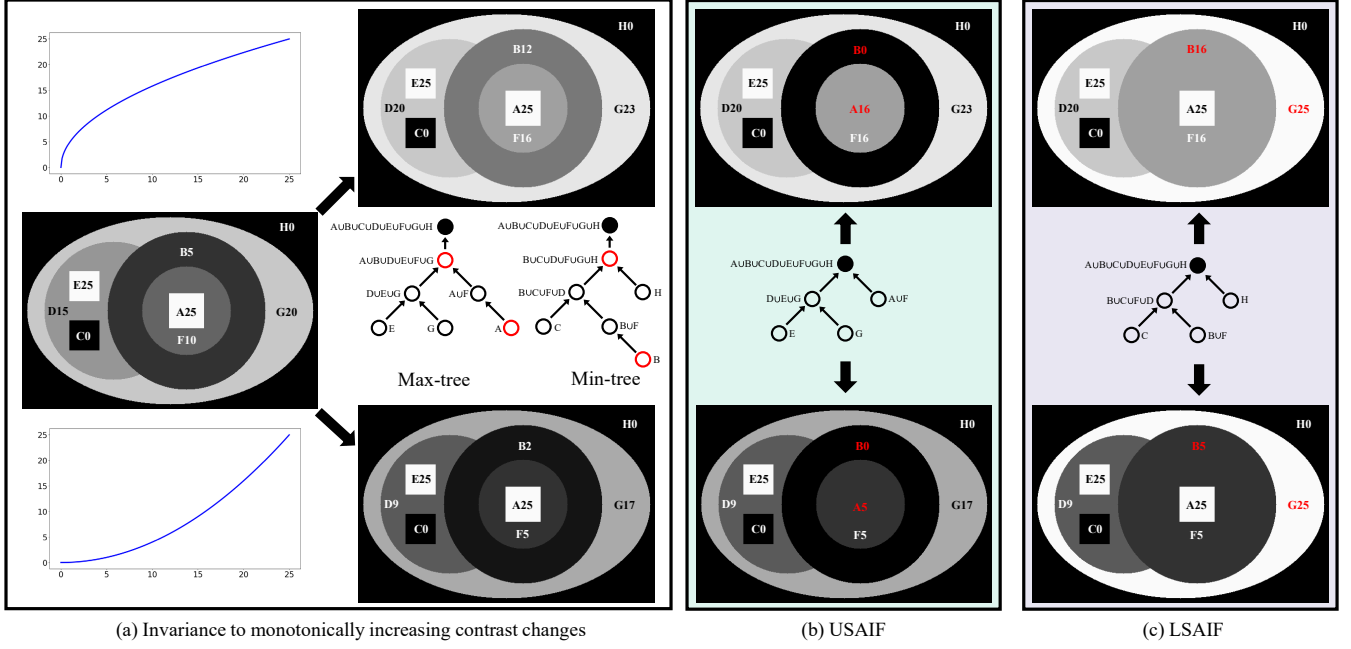 25
20
15
10
5
0
0 5 10 15 20 25
H0
B12
E25
D20
A25
G23
C0
F16
H0
B5
E25
D15
A25
G20
C0
F10
A∪B∪C∪D∪E∪F∪G∪H
A∪B∪D∪E∪F∪G
D∪E∪G
A∪F
E
G
A
Max-tree
A∪B∪C∪D∪E∪F∪G∪H
B∪C∪D∪F∪G∪H
B∪C∪F∪D
H
C
B∪F
B
Min-tree
25
20
15
10
5
0
0 5 10 15 20 25
H0
B2
E25
D9
A25
G17
C0
F5
(a) Invariance to monotonically increasing contrast changes
H0
B0
E25
D20
A16
G23
C0
F16
A∪B∪C∪D∪E∪F∪G∪H
D∪E∪G
A∪F
E
G
H0
B0
E25
D9
A5
G17
C0
F5
(b) USAIF
H0
B16
E25
D20
A25
G25
C0
F16
A∪B∪C∪D∪E∪F∪G∪H
B∪C∪F∪D
H
C
B∪F
H0
B5
E25
D9
A25
G25
C0
F5
(c) LSAIF